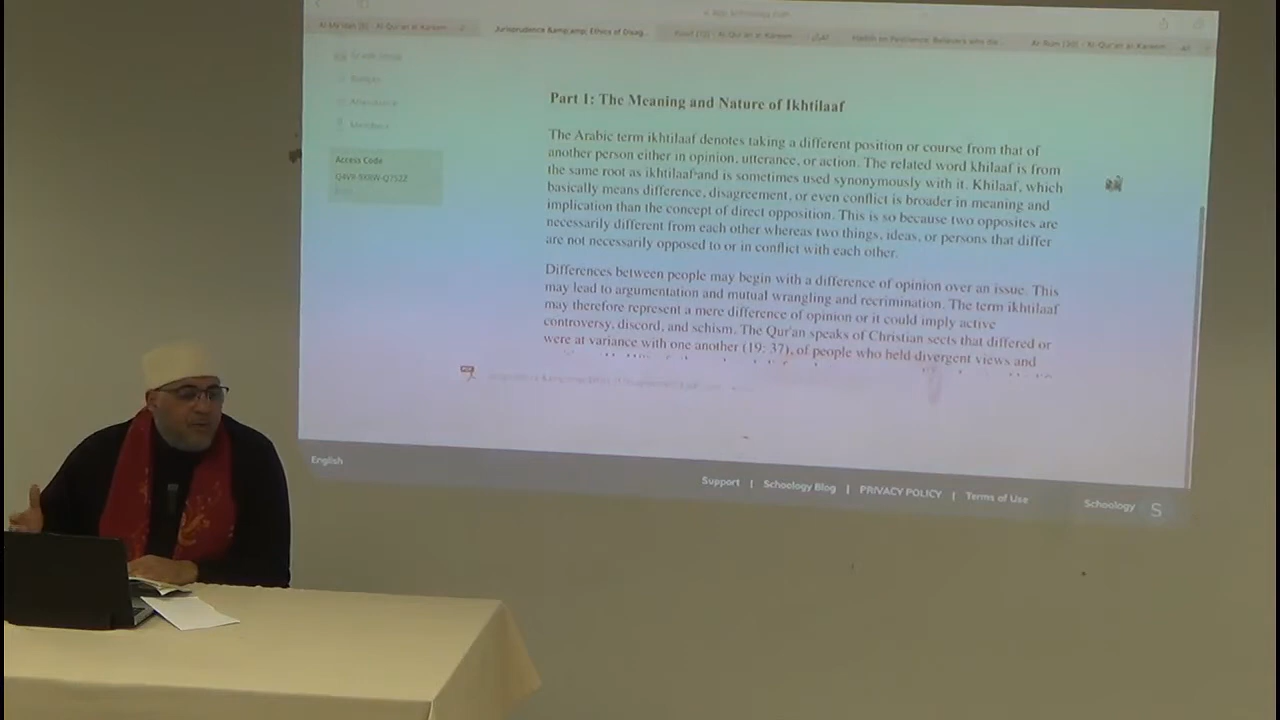 Jurisprudence &amp;amp; Ethics of Disag
Members
Access Code
Part 1: The Meaning and Nature of Ikhtilaaf
The Arabic term ikhtilaaf denotes taking a different position or course from that of
another person either in opinion, utterance, or action. The related word khilaaf is from
the same root as ikhtilaaf and is sometimes used synonymously with it. Khilaaf, which
basically means difference, disagreement, or even conflict is broader in meaning and
implication than the concept of direct opposition. This is so because two opposites are
necessarily different from each other whereas two things, ideas, or persons that differ
are not necessarily opposed to or in conflict with each other.
Differences between people may begin with a difference of opinion over an issue. This
may lead to argumentation and mutual wrangling and recrimination. The term ikhtilaaf
may therefore represent a mere difference of opinion or it could imply active
controversy, discord, and schism. The Qur'an speaks of Christian sects that differed or
were at variance with one another (19: 37), of people who held divergent views and
English
Support | Schoology Blog | PRIVACY POLICY | Terms of Use
Schoology S